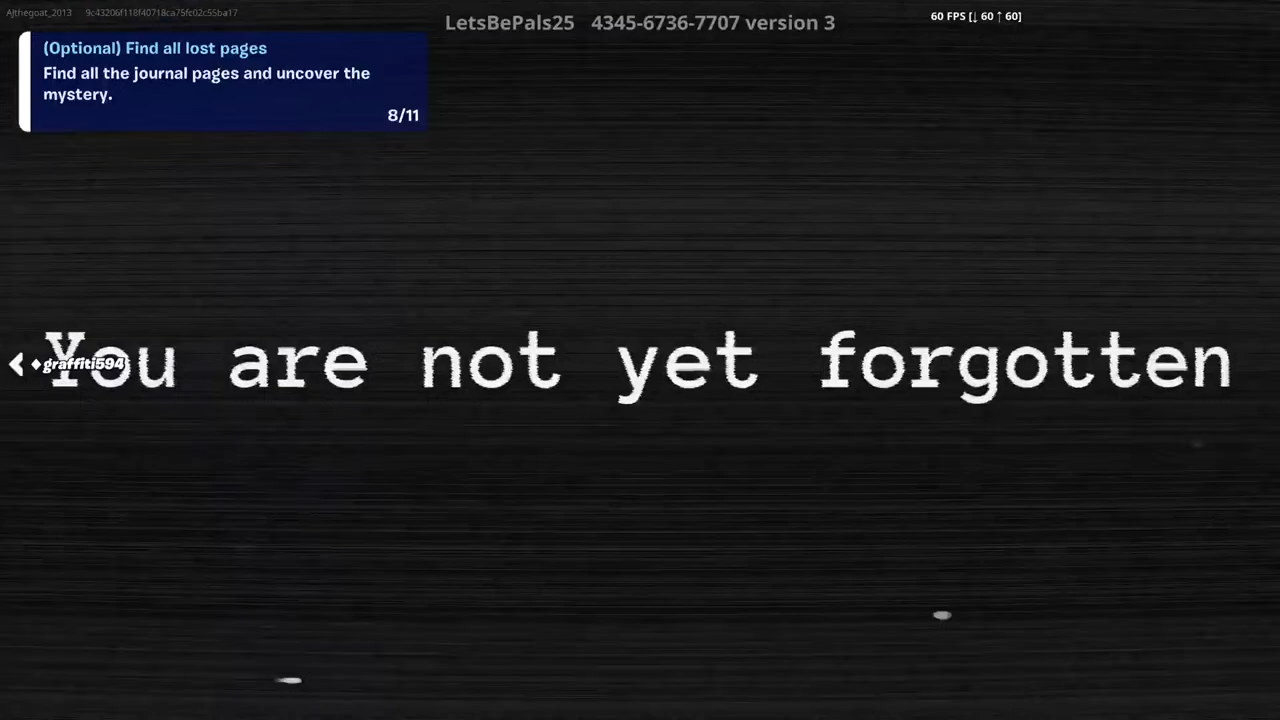 AJthegoat_2013 9c43206f118f40718ca75fc02c55ba17
LetsBePals25 4345-6736-7707 version 3
60 FPS [↓ 60 ↑ 60]
(Optional) Find all lost pages
Find all the journal pages and uncover the
mystery.
8/11
You are not yet forgotten
graffiti594